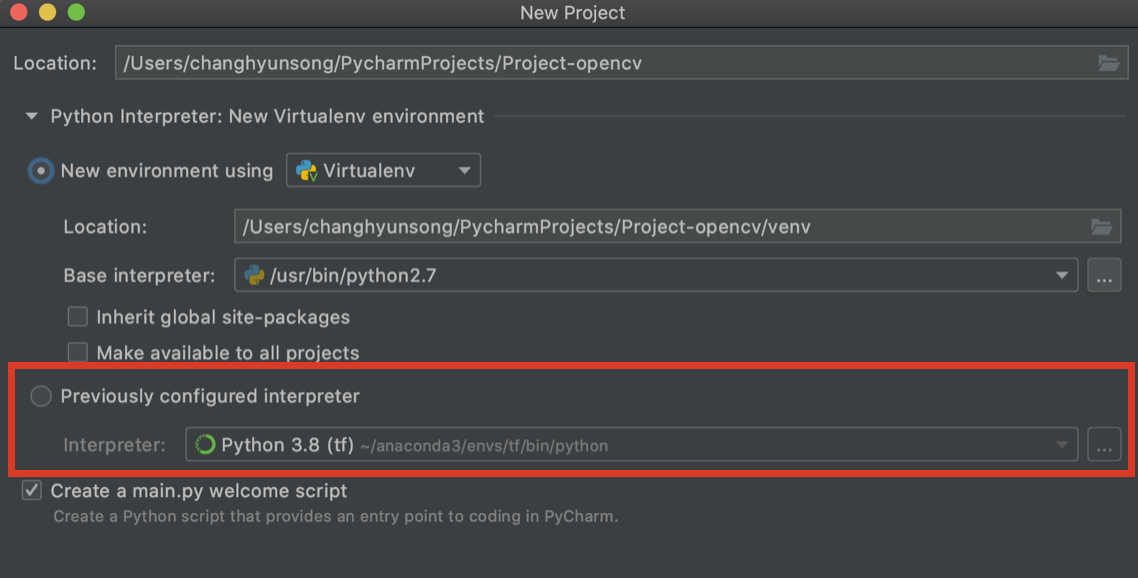 New Project
Location: /Users/changhyunsong/PycharmProjects/Project-opencv
Python Interpreter: New Virtualenv environment
New environment using Virtualenv
Location: /Users/changhyunsong/PycharmProjects/Project-opencv/venv
Base interpreter: /usr/bin/python2.7 ...
Inherit global site-packages
Make available to all projects
Previously configured interpreter
Interpreter: Python 3.8 (tf) ~/anaconda3/envs/tf/bin/python ...
Create a main.py welcome script
Create a Python script that provides an entry point to coding in PyCharm.